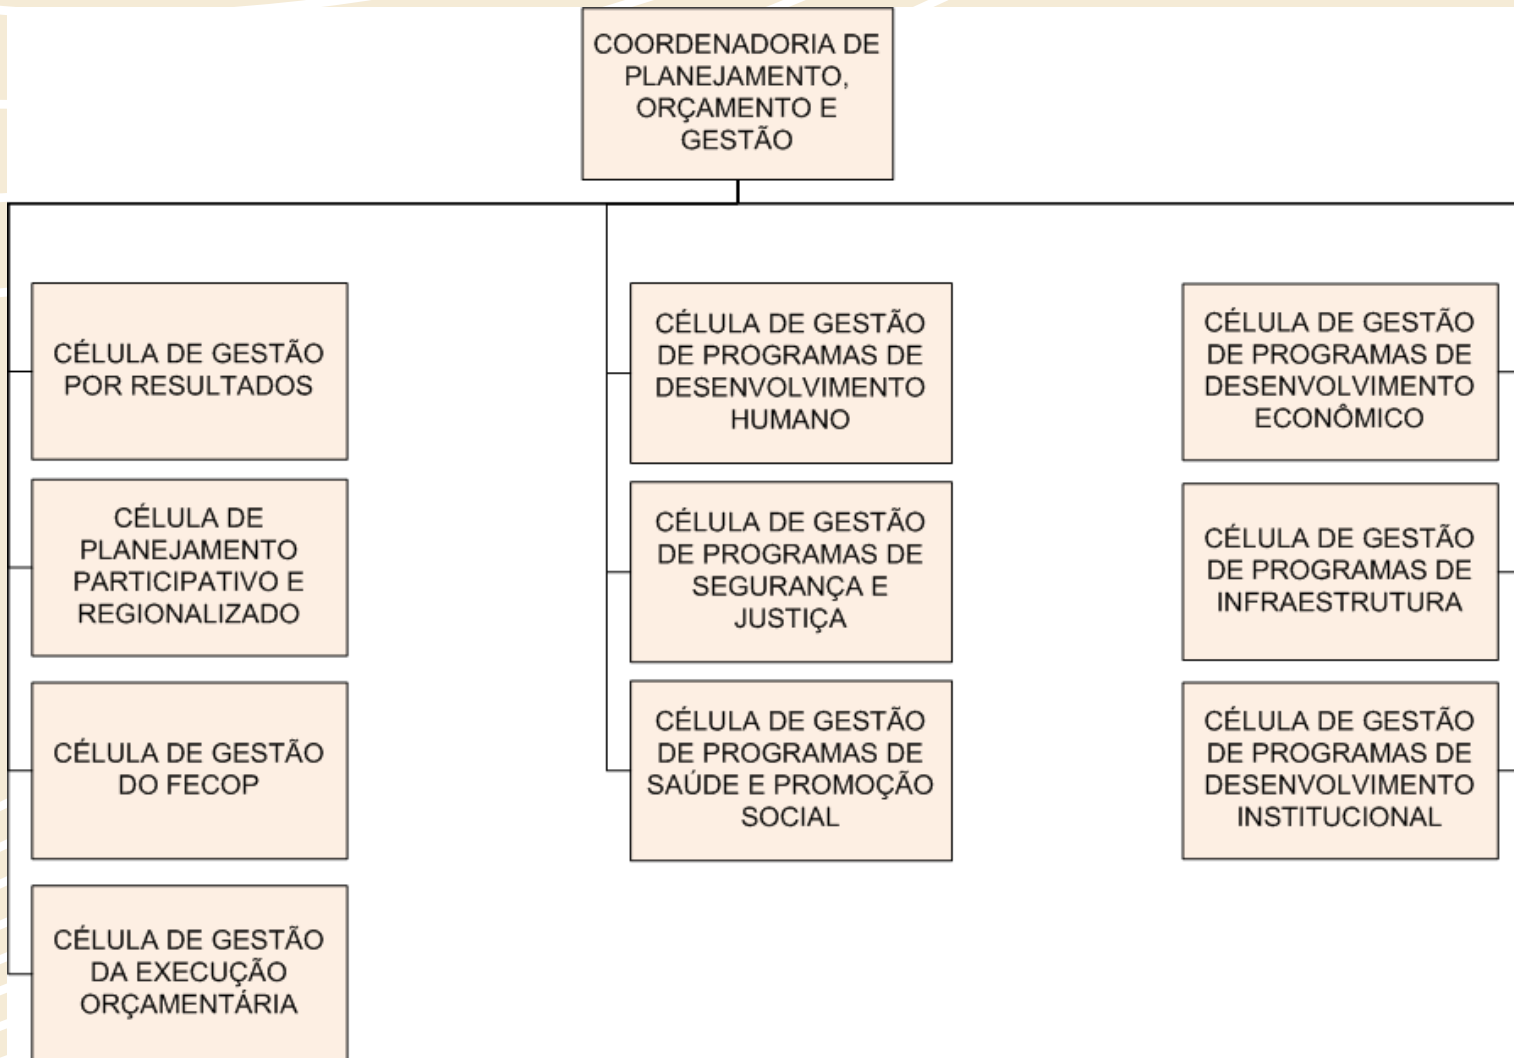 COORDENADORIA DE
PLANEJAMENTO,
ORÇAMENTO E
GESTÃO
CÉLULA DE GESTÃO
POR RESULTADOS
CÉLULA DE
PLANEJAMENTO
PARTICIPATIVO E
REGIONALIZADO
CÉLULA DE GESTÃO
DO FECOP
CÉLULA DE GESTÃO
DA EXECUÇÃO
ORÇAMENTÁRIA
CÉLULA DE GESTÃO
DE PROGRAMAS DE
DESENVOLVIMENTO
HUMANO
CÉLULA DE GESTÃO
DE PROGRAMAS DE
SEGURANÇA E
JUSTIÇA
CÉLULA DE GESTÃO
DE PROGRAMAS DE
SAÚDE E PROMOÇÃO
SOCIAL
CÉLULA DE GESTÃO
DE PROGRAMAS DE
DESENVOLVIMENTO
ECONÔMICO
CÉLULA DE GESTÃO
DE PROGRAMAS DE
INFRAESTRUTURA
CÉLULA DE GESTÃO
DE PROGRAMAS DE
DESENVOLVIMENTO
INSTITUCIONAL